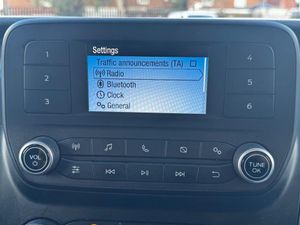 Settings
Traffic announcements (TA)
Radio
Bluetooth
Clock
General
1
2
3
4
5
6
VOL
TUNE
OK